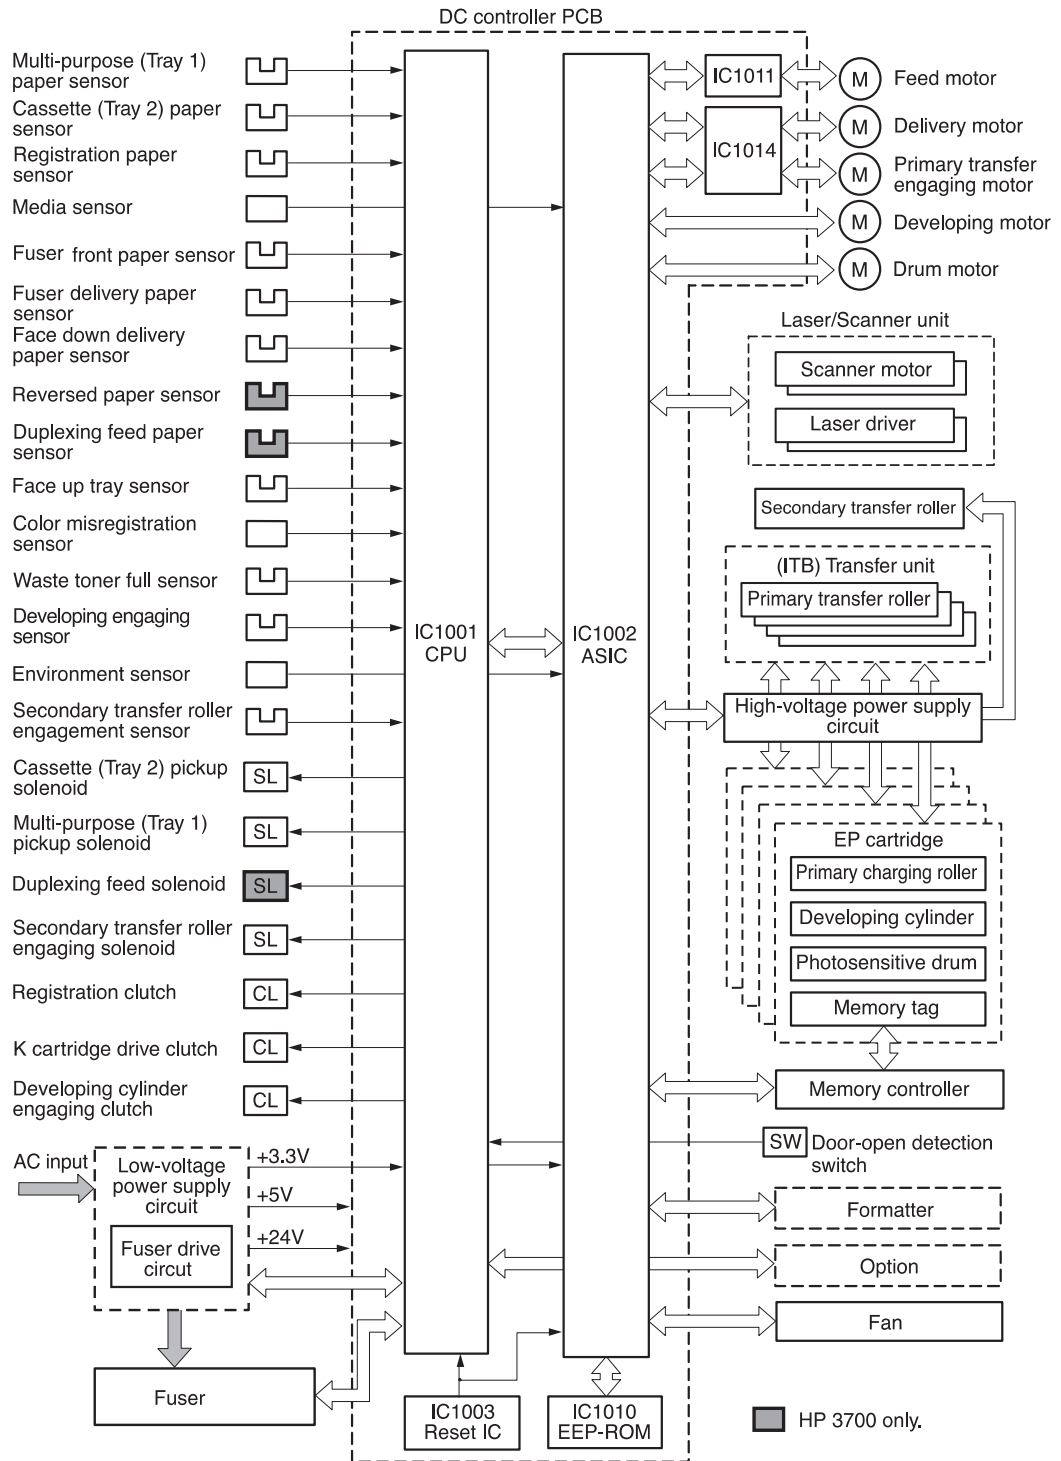 DC controller PCB
Multi-purpose (Tray 1)
paper sensor
Cassette (Tray 2) paper
sensor
Registration paper
sensor
Media sensor
Fuser front paper sensor
Fuser delivery paper
sensor
Face down delivery
paper sensor
Reversed paper sensor
Duplexing feed paper
sensor
Face up tray sensor
Color misregistration
sensor
Waste toner full sensor
Developing engaging
sensor
Environment sensor
Secondary transfer roller
engagement sensor
Cassette (Tray 2) pickup
solenoid
SL
Multi-purpose (Tray 1)
pickup solenoid
SL
Duplexing feed solenoid
SL
Secondary transfer roller
engaging solenoid
SL
Registration clutch
CL
K cartridge drive clutch
CL
Developing cylinder
engaging clutch
CL
AC input
Low-voltage
power supply
circuit
+3.3V
+5V
+24V
Fuser drive
circut
Fuser
IC1001
CPU
IC1002
ASIC
IC1003
Reset IC
IC1010
EEP-ROM
IC1011
M
Feed motor
IC1014
M
Delivery motor
M
Primary transfer
engaging motor
M
Developing motor
M
Drum motor
Laser/Scanner unit
Scanner motor
Laser driver
Secondary transfer roller
(ITB) Transfer unit
Primary transfer roller
High-voltage power supply
circuit
EP cartridge
Primary charging roller
Developing cylinder
Photosensitive drum
Memory tag
Memory controller
SW
Door-open detection
switch
Formatter
Option
Fan
HP 3700 only.